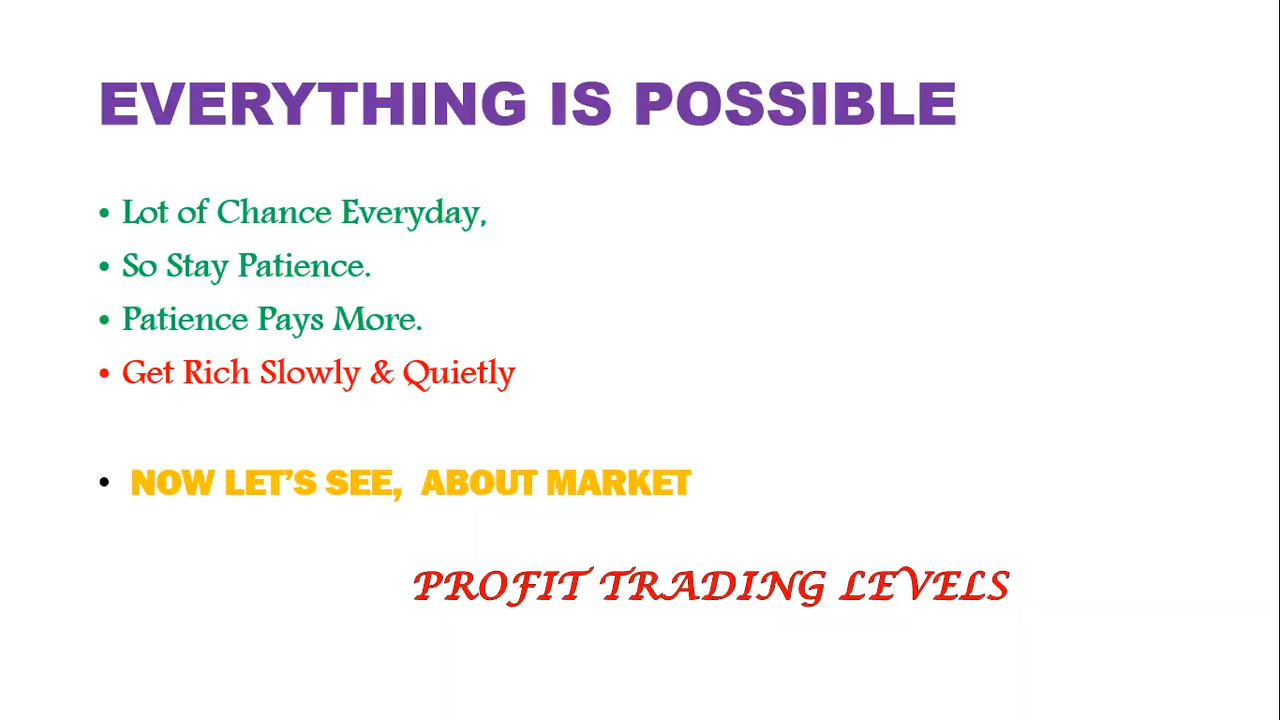 EVERYTHING IS POSSIBLE
• Lot of Chance Everyday,
• So Stay Patience.
• Patience Pays More.
• Get Rich Slowly & Quietly
• NOW LET’S SEE,  ABOUT MARKET
PROFIT TRADING LEVELS